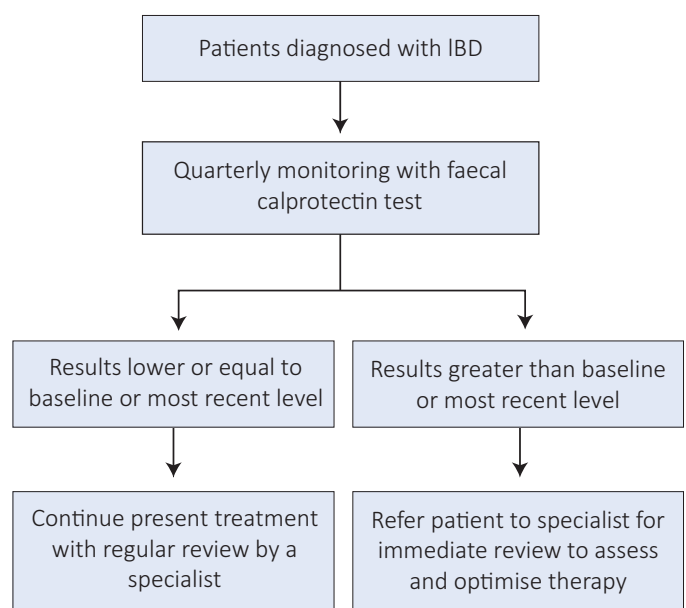 Patients diagnosed with IBD
Quarterly monitoring with faecal
calprotectin test
Results lower or equal to
baseline or most recent level
Results greater than baseline
or most recent level
Continue present treatment
with regular review by a
specialist
Refer patient to specialist for
immediate review to assess
and optimise therapy